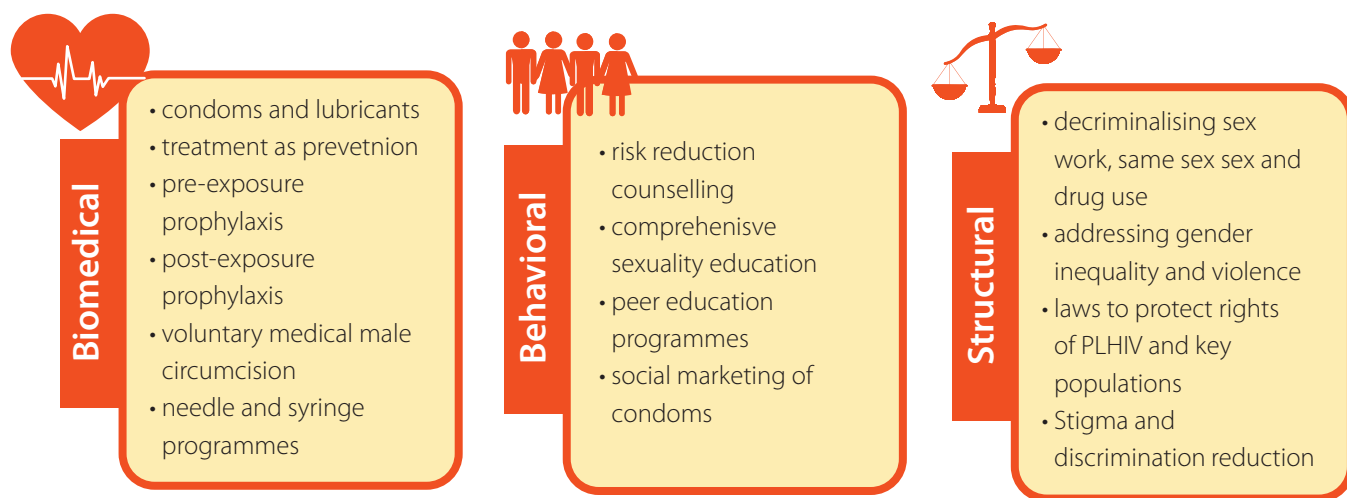 Biomedical
• condoms and lubricants
• treatment as prevetnion
• pre-exposure
prophylaxis
• post-exposure
prophylaxis
• voluntary medical male
circumcision
• needle and syringe
programmes
Behavioral
• risk reduction
counselling
• comprehenisve
sexuality education
• peer education
programmes
• social marketing of
condoms
Structural
• decriminalising sex
work, same sex sex and
drug use
• addressing gender
inequality and violence
• laws to protect rights
of PLHIV and key
populations
• Stigma and
discrimination reduction